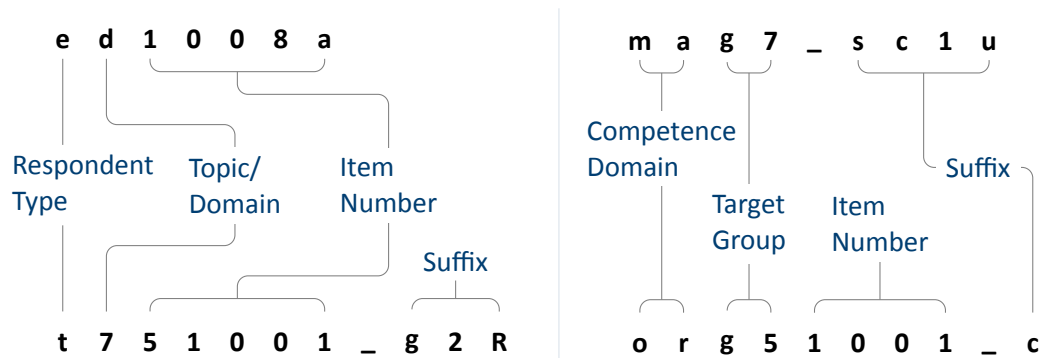 e d 1 0 0 8 a
Respondent
Type
Topic/
Domain
Item
Number
Suffix
t 7 5 1 0 0 1 _ g 2 R
m a g 7 _ s c 1 u
Competence
Domain
Target
Group
Item
Number
Suffix
o r g 5 1 0 0 1 _ c